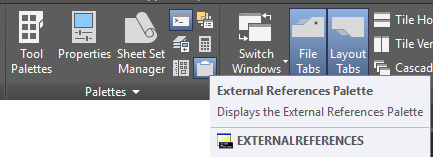 Tool Palettes
Properties
Sheet Set Manager
Switch Windows
File Tabs
Layout Tabs
Tile Ho
Tile Ver
Cascad
Palettes
External References Palette
Displays the External References Palette
EXTERNALREFERENCES